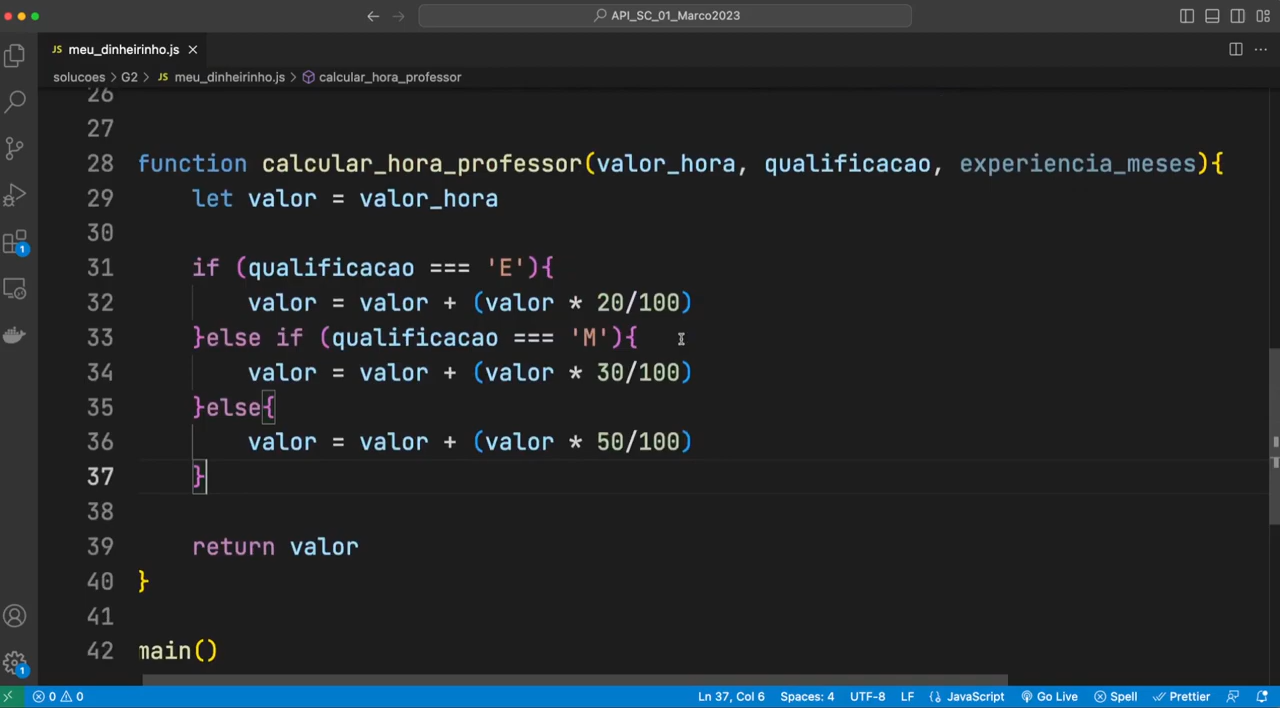 API_SC_01_Marco2023
JS meu_dinheirinho.js
solucoes > G2 > JS meu_dinheirinho.js > calcular_hora_professor
26
27
28 function calcular_hora_professor(valor_hora, qualificacao, experiencia_meses){
29 let valor = valor_hora
30
31 if (qualificacao === 'E'){
32 valor = valor + (valor * 20/100)
33 }else if (qualificacao === 'M'){
34 valor = valor + (valor * 30/100)
35 }else{
36 valor = valor + (valor * 50/100)
37 }
38
39 return valor
40 }
41
42 main()
1
1
0 0 Ln 37, Col 6 Spaces: 4 UTF-8 LF {} JavaScript Go Live Spell Prettier